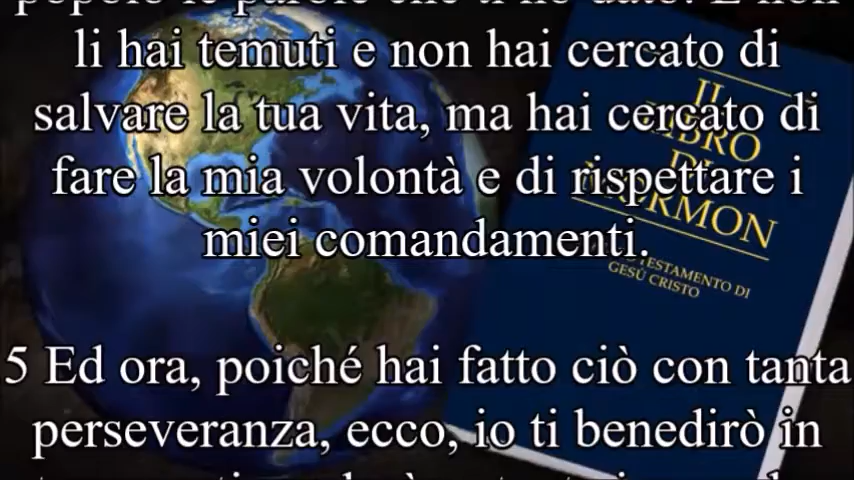 li hai temuti e non hai cercato di
salvare la tua vita, ma hai cercato di
fare la mia volontà e di rispettare i
miei comandamenti.
5 Ed ora, poiché hai fatto ciò con tanta
perseveranza, ecco, io ti benedirò in
IL
LIBRO
DI
MORMON
TESTAMENTO DI
GESÙ CRISTO